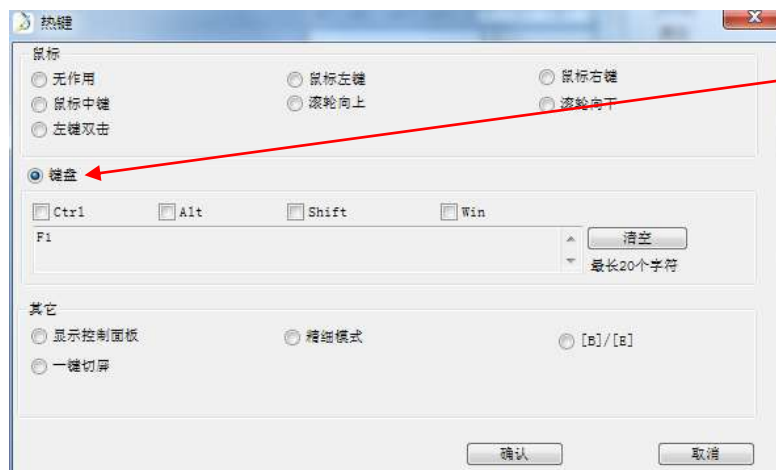 热键
鼠标
无作用 鼠标左键 鼠标右键
鼠标中键 滚轮向上 滚轮向下
左键双击
键盘
Ctrl Alt Shift Win
F1 清空
最长20个字符
其它
显示控制面板 精细模式 [B]/[E]
一键切屏
确认 取消